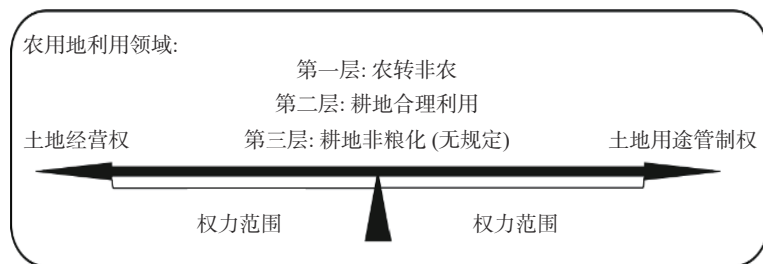 农用地利用领域:
第一层: 农转非农
第二层: 耕地合理利用
土地经营权 第三层: 耕地非粮化 (无规定) 土地用途管制权
权力范围 权力范围